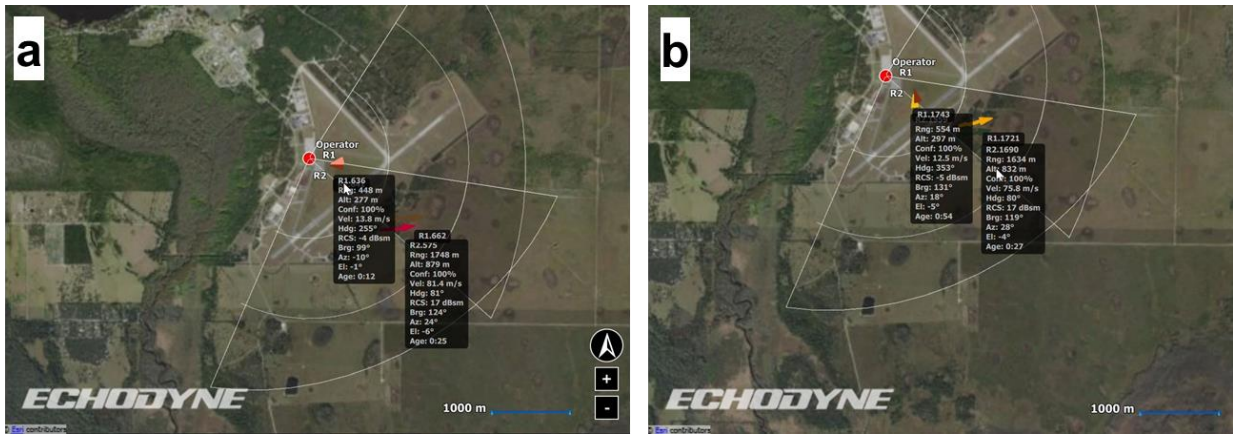 a
Operator
R1
R2
R1.636
Rng: 448 m
Alt: 277 m
Conf: 100%
Vel: 13.8 m/s
Hdg: 255°
RCS: -4 dBsm
Brg: 99°
Az: -10°
El: -1°
Age: 0:12
R1.662
R2.575
Rng: 1748 m
Alt: 879 m
Conf: 100%
Vel: 81.4 m/s
Hdg: 81°
RCS: 17 dBsm
Brg: 124°
Az: 24°
El: -6°
Age: 0:25
+
-
ECHODYNE
1000 m
© Esri contributors
b
Operator
R1
R2
R1.1743
Rng: 554 m
Alt: 297 m
Conf: 100%
Vel: 12.5 m/s
Hdg: 353°
RCS: -5 dBsm
Brg: 131°
Az: 18°
El: -5°
Age: 0:54
R1.1721
R2.1690
Rng: 1634 m
Alt: 832 m
Conf: 100%
Vel: 75.8 m/s
Hdg: 80°
RCS: 17 dBsm
Brg: 119°
Az: 28°
El: -4°
Age: 0:27
ECHODYNE
1000 m
© Esri contributors